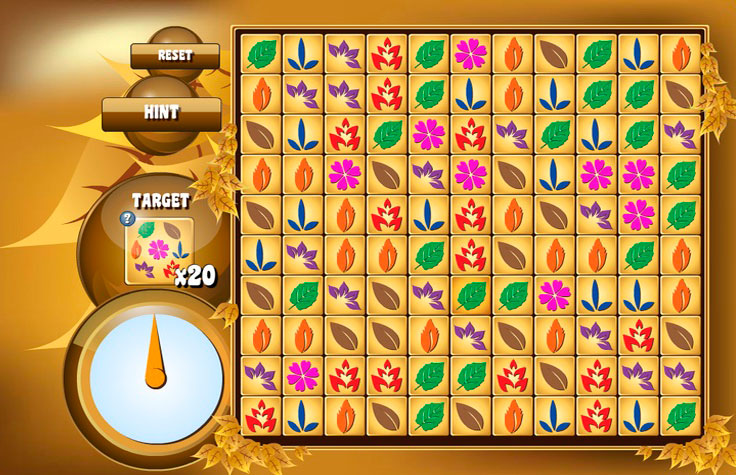 RESET
HINT
TARGET
?
x20